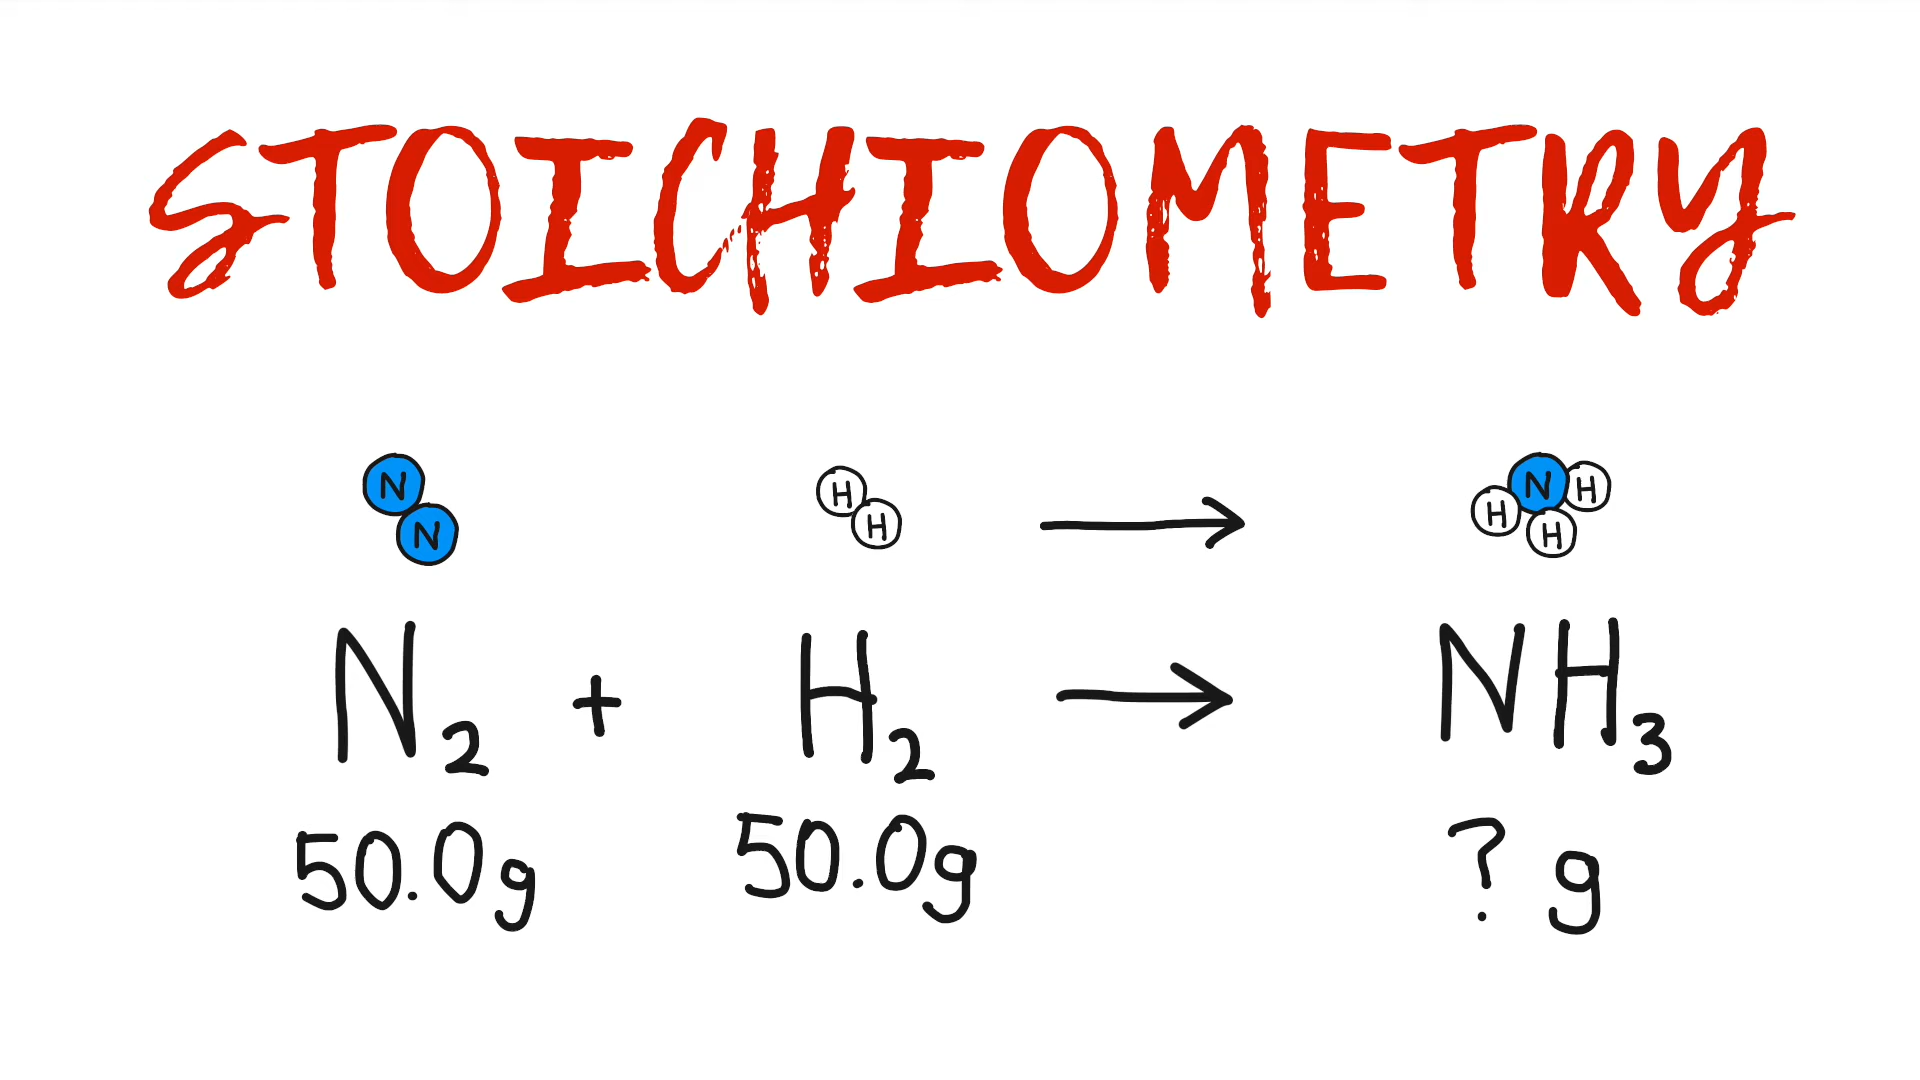 STOICHIOMETRY
N N H H H N H H
N₂ + H₂ → NH₃
50.0g 50.0g ? g